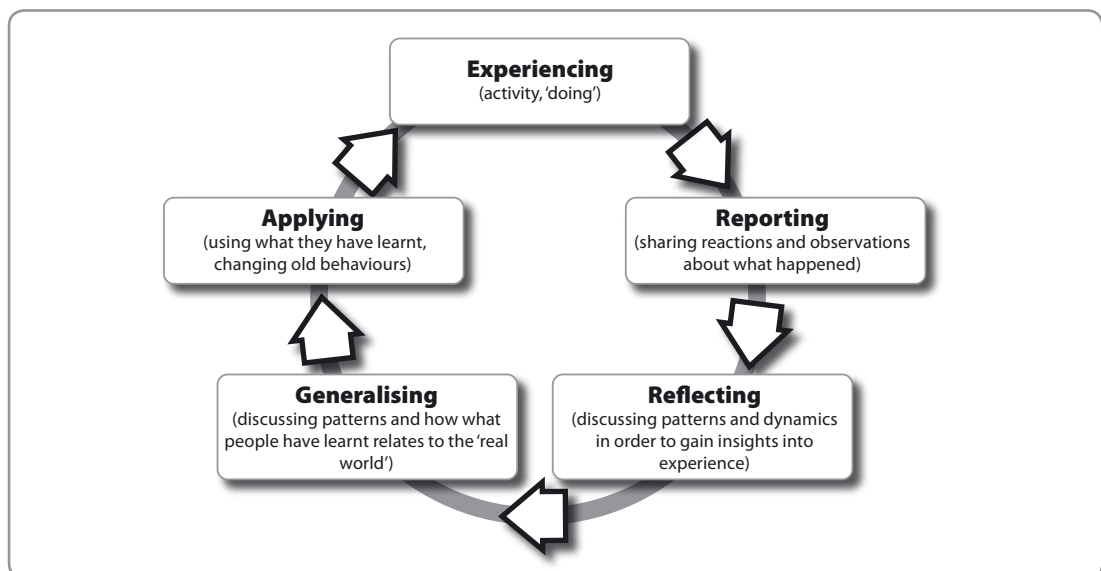 Experiencing
(activity, ‘doing’)
Reporting
(sharing reactions and observations
about what happened)
Reflecting
(discussing patterns and dynamics
in order to gain insights into
experience)
Generalising
(discussing patterns and how what
people have learnt relates to the ‘real
world’)
Applying
(using what they have learnt,
changing old behaviours)